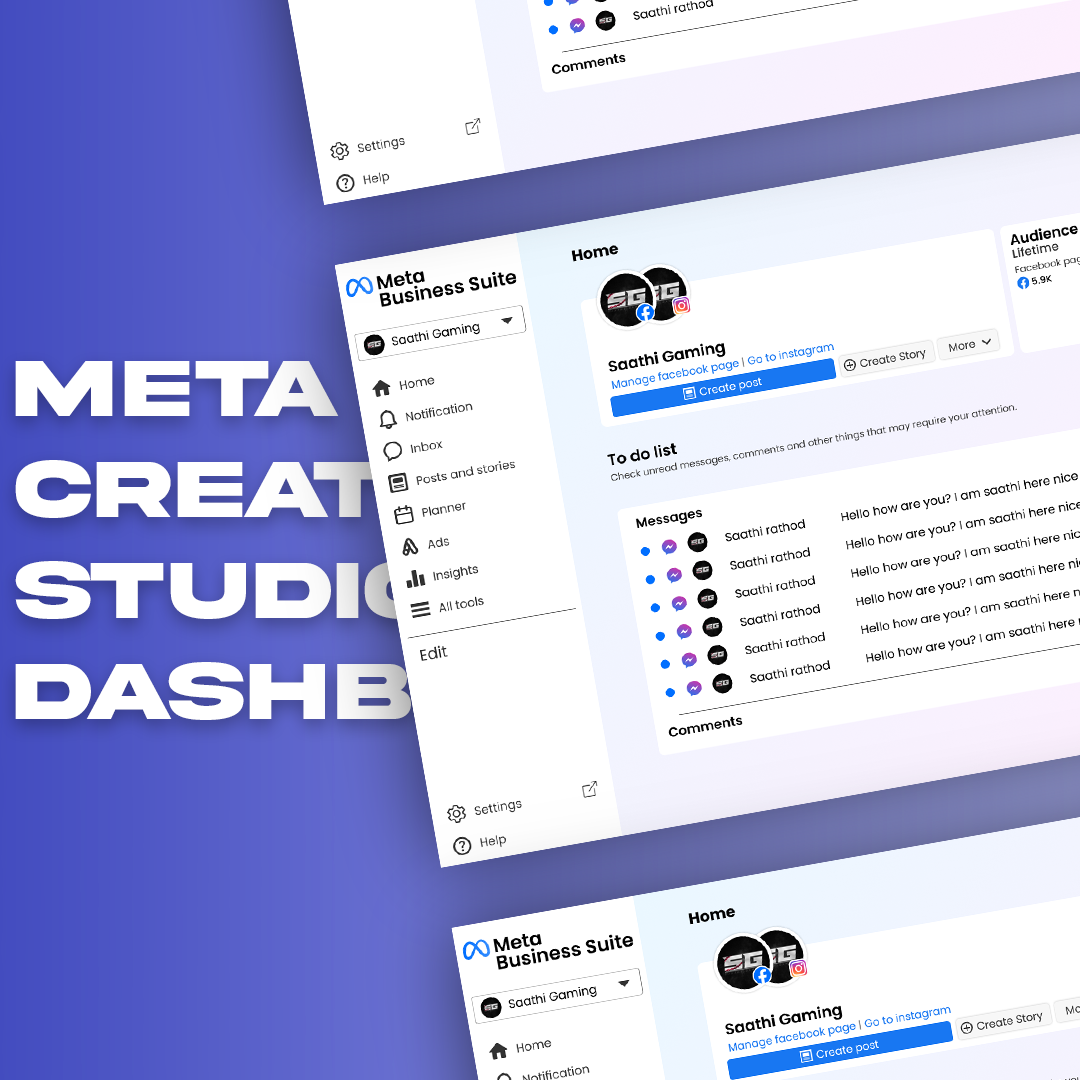 Saathi rathod
Comments
Settings
Help
META
CREAT
STUDIO
DASHB
Meta
Business Suite
Saathi Gaming
Home
Notification
Inbox
Posts and stories
Planner
Ads
Insights
All tools
Edit
Settings
Help
Home
SG
Saathi Gaming
Manage facebook page | Go to instagram
Create post
Create Story
More
Audience
Lifetime
Facebook pag
5.9K
To do list
Check unread messages, comments and other things that may require your attention.
Messages
Saathi rathod Hello how are you? I am saathi here nice
Saathi rathod Hello how are you? I am saathi here nice
Saathi rathod Hello how are you? I am saathi here nic
Saathi rathod Hello how are you? I am saathi here nic
Saathi rathod Hello how are you? I am saathi here n
Saathi rathod Hello how are you? I am saathi here
Comments
Meta
Business Suite
Saathi Gaming
Home
Notification
Home
SG
Saathi Gaming
Manage facebook page | Go to instagram
Create post
Create Story
Mo